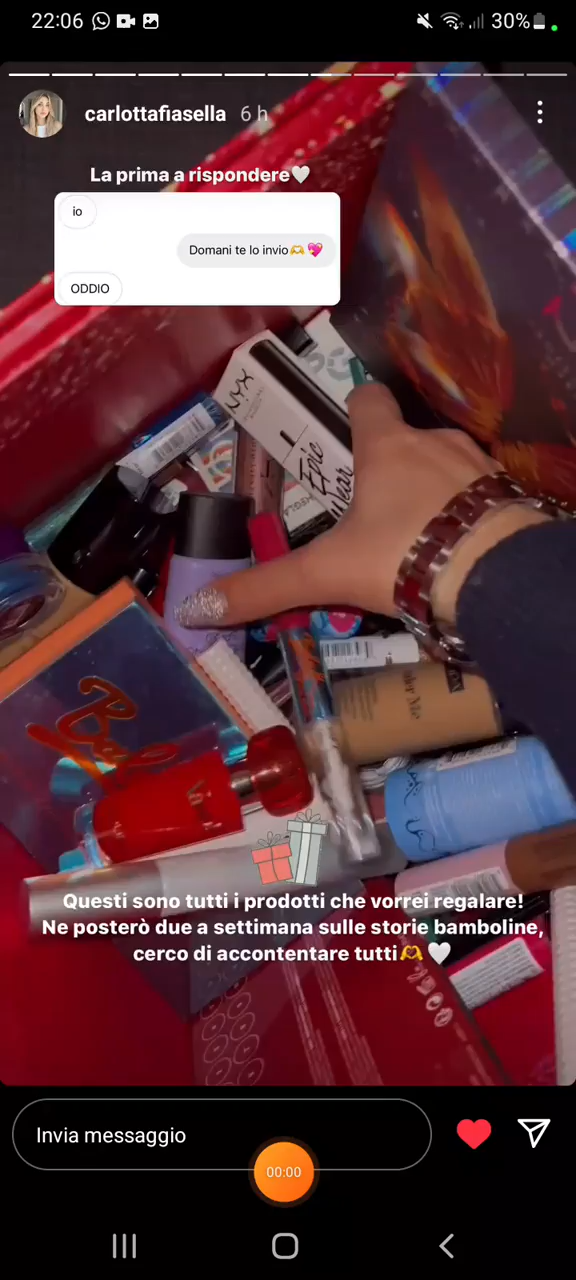 22:06
30%
carlottafiasella 6 h
La prima a rispondere🤍
io
Domani te lo invio🫶💖
ODDIO
NYX
Epic
Wear
Questi sono tutti i prodotti che vorrei regalare!
Ne posterò due a settimana sulle storie bamboline,
cerco di accontentare tutti🫶🤍
Invia messaggio
00:00